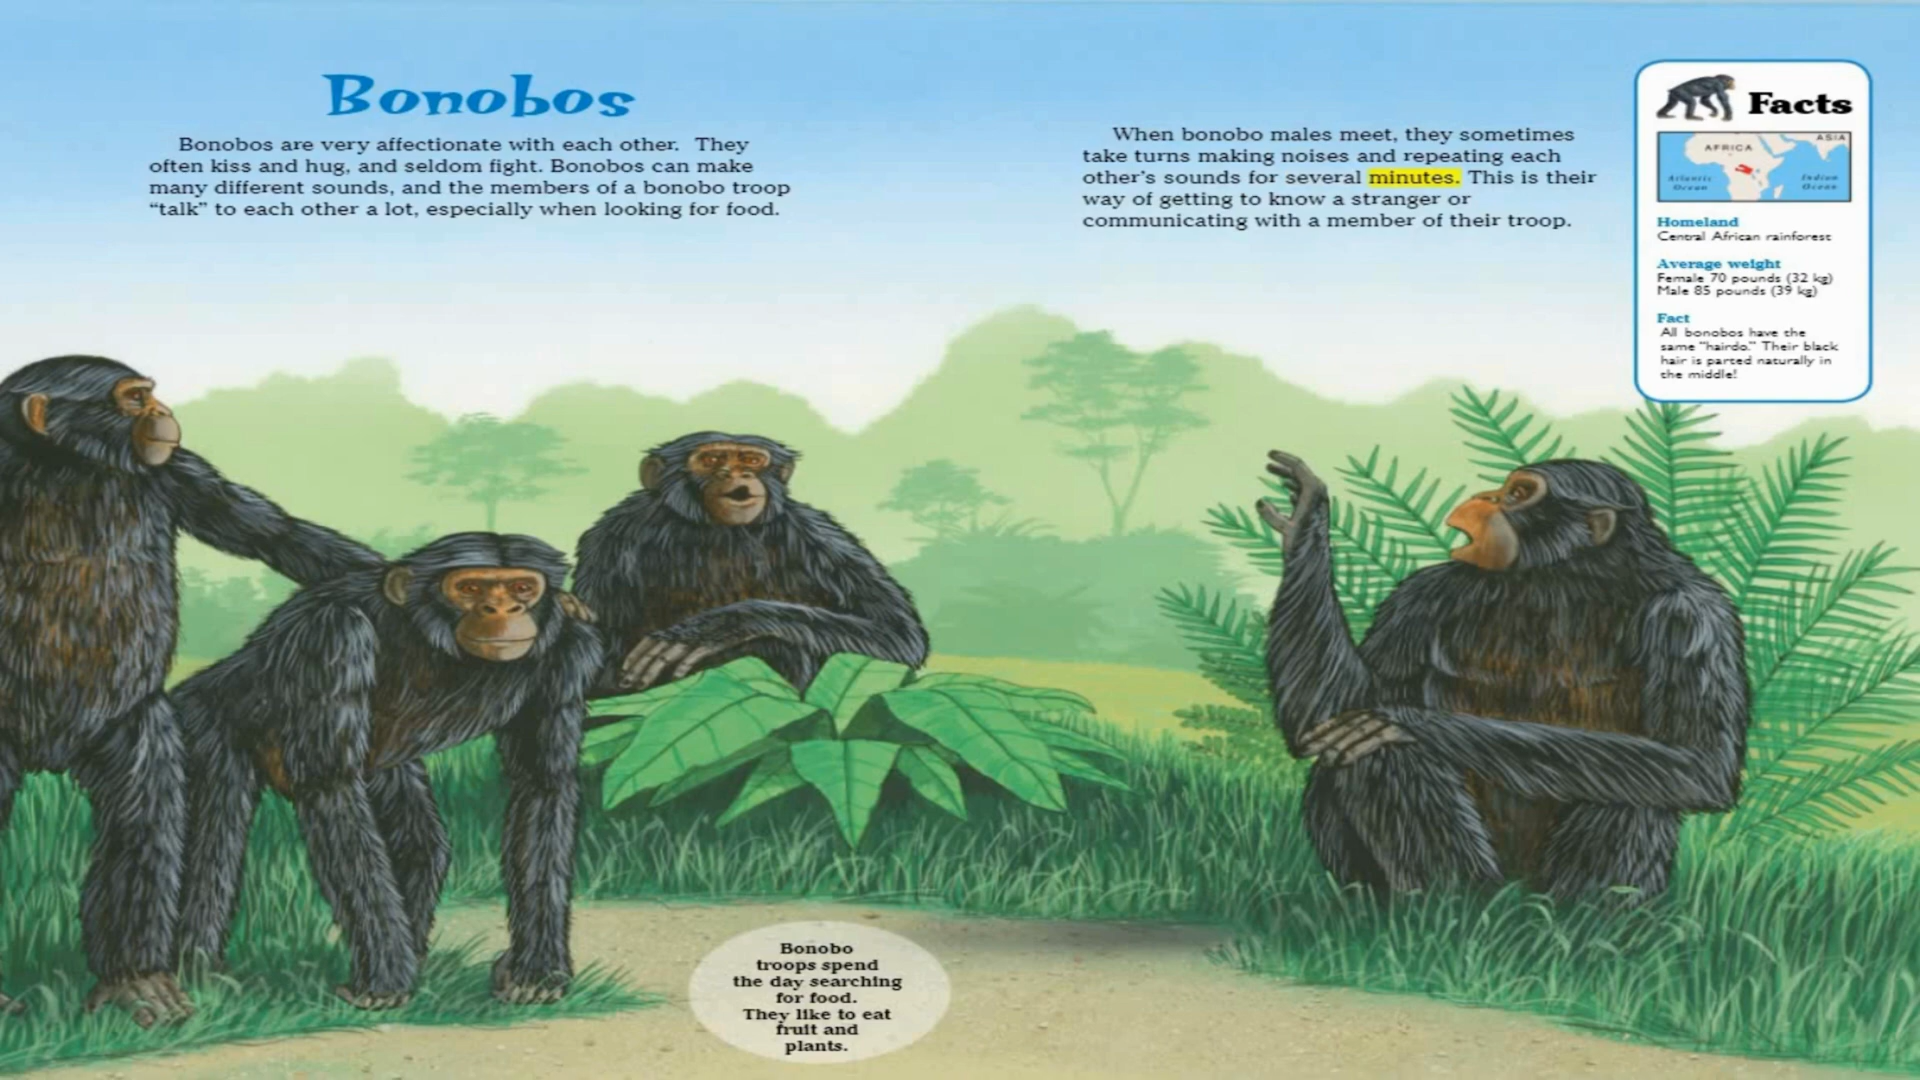 Bonobos
Bonobos are very affectionate with each other. They
often kiss and hug, and seldom fight. Bonobos can make
many different sounds, and the members of a bonobo troop
“talk” to each other a lot, especially when looking for food.
When bonobo males meet, they sometimes
take turns making noises and repeating each
other’s sounds for several minutes. This is their
way of getting to know a stranger or
communicating with a member of their troop.
Facts
ASIA
AFRICA
Atlantic
Ocean
Indian
Ocean
Homeland
Central African rainforest
Average weight
Female 70 pounds (32 kg)
Male 85 pounds (39 kg)
Fact
All bonobos have the
same “hairdo.” Their black
hair is parted naturally in
the middle!
Bonobo
troops spend
the day searching
for food.
They like to eat
fruit and
plants.